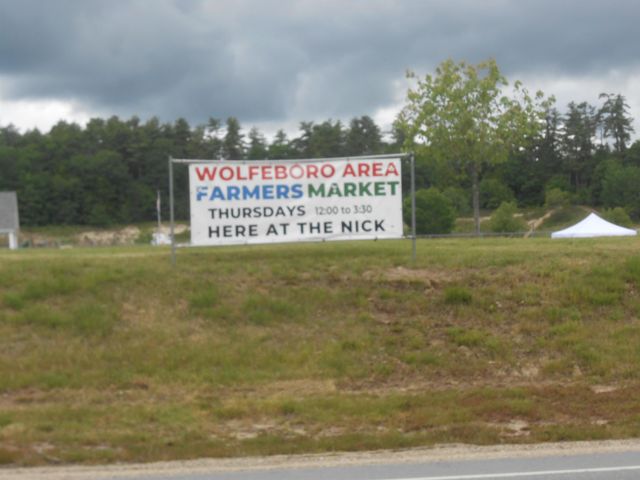 WOLFEBORO AREA
FARMERS MARKET
THURSDAYS 12:00 to 3:30
HERE AT THE NICK